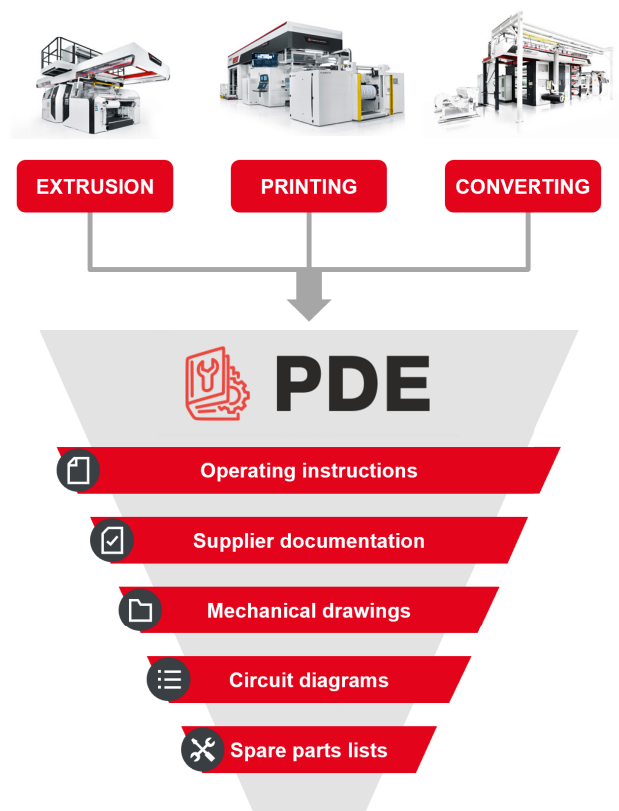 EXTRUSION
PRINTING
CONVERTING
PDE
Operating instructions
Supplier documentation
Mechanical drawings
Circuit diagrams
Spare parts lists